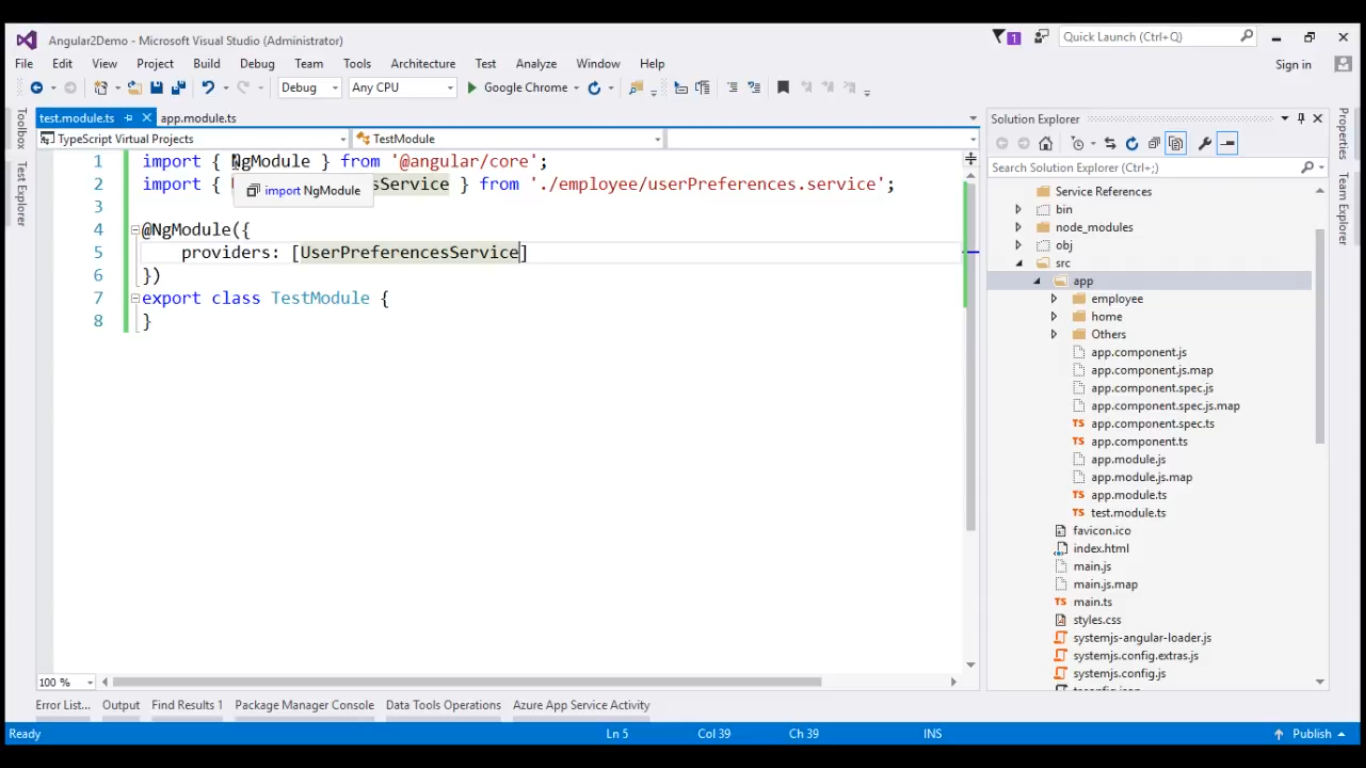 Angular2Demo - Microsoft Visual Studio (Administrator)
1
Quick Launch (Ctrl+Q)
File Edit View Project Build Debug Team Tools Architecture Test Analyze Window Help
Sign in
Debug Any CPU Google Chrome
Toolbox
Test Explorer
test.module.ts app.module.ts
TypeScript Virtual Projects TestModule
1 import { NgModule } from '@angular/core';
2 import { sService } from './employee/userPreferences.service';
import NgModule
3
4 @NgModule({
5 providers: [UserPreferencesService]
6 })
7 export class TestModule {
8 }
100 %
Solution Explorer
Search Solution Explorer (Ctrl+;)
Service References
bin
node_modules
obj
src
app
employee
home
Others
app.component.js
app.component.js.map
app.component.spec.js
app.component.spec.js.map
app.component.spec.ts
app.component.ts
app.module.js
app.module.js.map
app.module.ts
test.module.ts
favicon.ico
index.html
main.js
main.js.map
main.ts
styles.css
systemjs-angular-loader.js
systemjs.config.extras.js
systemjs.config.js
tsconfig.json
Properties
Team Explorer
Error List... Output Find Results 1 Package Manager Console Data Tools Operations Azure App Service Activity
Ready Ln 5 Col 39 Ch 39 INS Publish